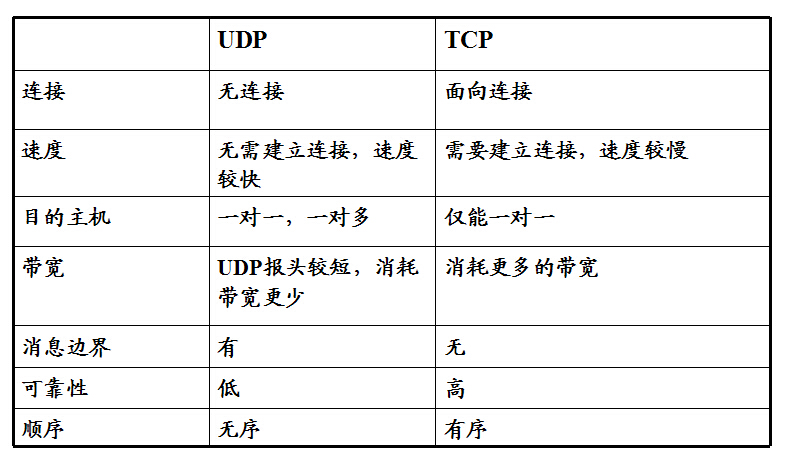 UDP TCP
连接 无连接 面向连接
速度 无需建立连接，速度 需要建立连接，速度较慢
较快
目的主机 一对一，一对多 仅能一对一
带宽 UDP报头较短，消耗 消耗更多的带宽
带宽更少
消息边界 有 无
可靠性 低 高
顺序 无序 有序